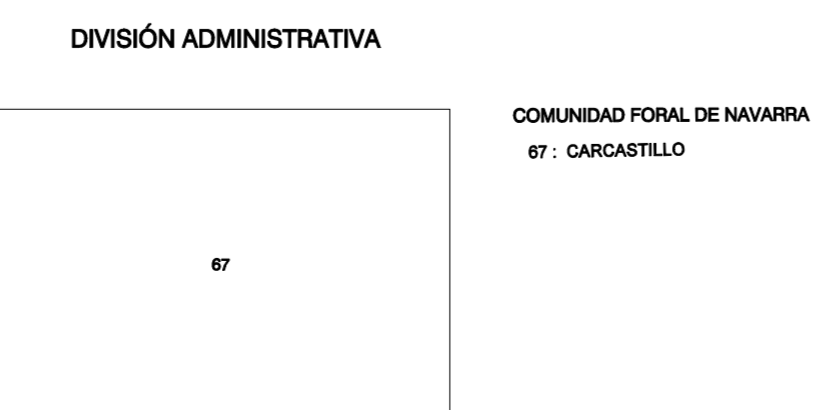 DIVISIÓN ADMINISTRATIVA
COMUNIDAD FORAL DE NAVARRA
67 : CARCASTILLO
67